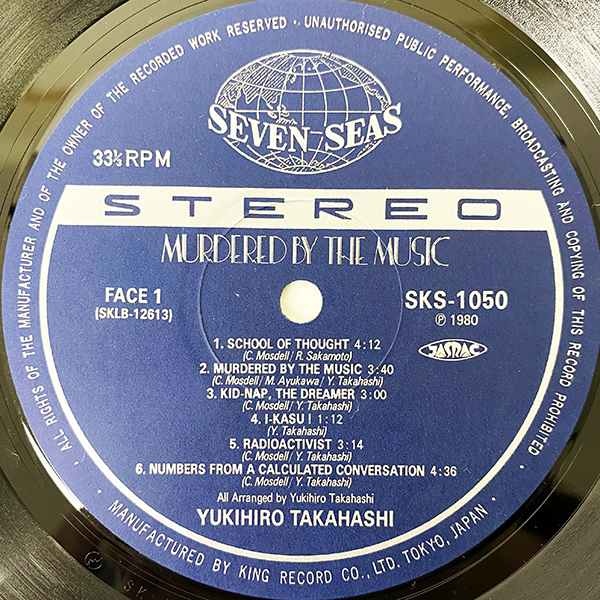 · ALL RIGHTS OF THE MANUFACTURER AND OF THE OWNER OF THE RECORDED WORK RESERVED · UNAUTHORISED PUBLIC PERFORMANCE, BROADCASTING AND COPYING OF THIS RECORD PROHIBITED ·
SEVEN SEAS
33⅓ RPM
STEREO
MURDERED BY THE MUSIC
FACE 1
(SKLB-12613)
SKS-1050
℗ 1980
JASRAC
1. SCHOOL OF THOUGHT 4:12
(C. Mosdell/ R. Sakamoto)
2. MURDERED BY THE MUSIC 3:40
(C. Mosdell/ M. Ayukawa/ Y. Takahashi)
3. KID-NAP, THE DREAMER 3:00
(C. Mosdell/ Y. Takahashi)
4. I-KASU! 1:12
(Y. Takahashi)
5. RADIOACTIVIST 3:14
(C. Mosdell/ Y. Takahashi)
6. NUMBERS FROM A CALCULATED CONVERSATION 4:36
(C. Mosdell/ Y. Takahashi)
All Arranged by Yukihiro Takahashi
YUKIHIRO TAKAHASHI
MANUFACTURED BY KING RECORD CO., LTD. TOKYO, JAPAN